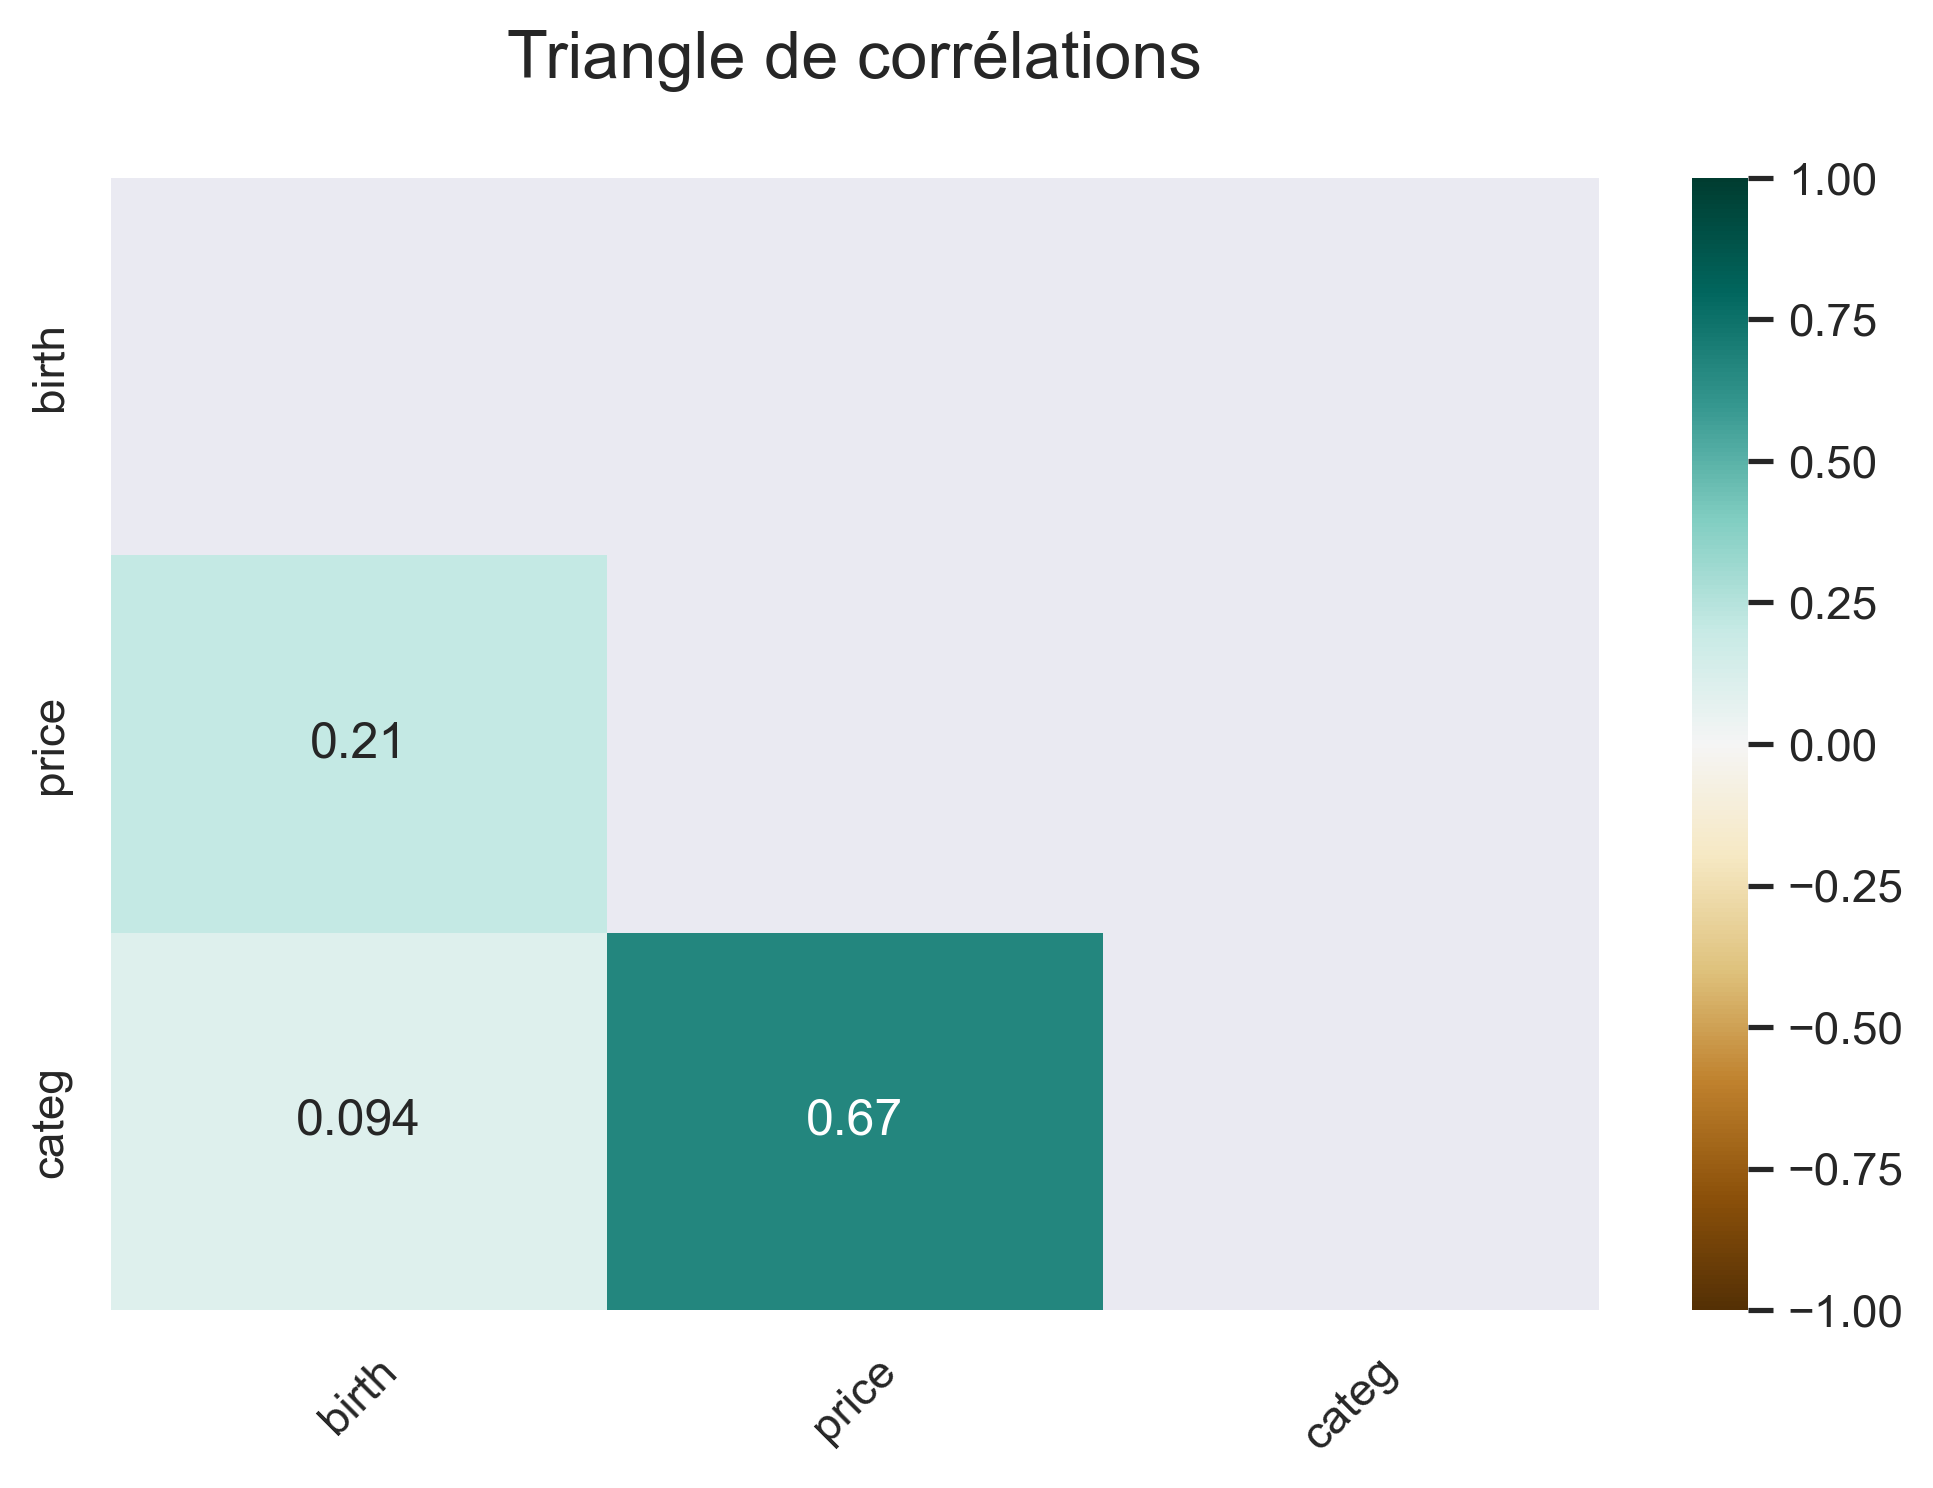 Triangle de corrélations
birth
price
categ
0.21
0.094
0.67
birth
price
categ
1.00
0.75
0.50
0.25
0.00
−0.25
−0.50
−0.75
−1.00